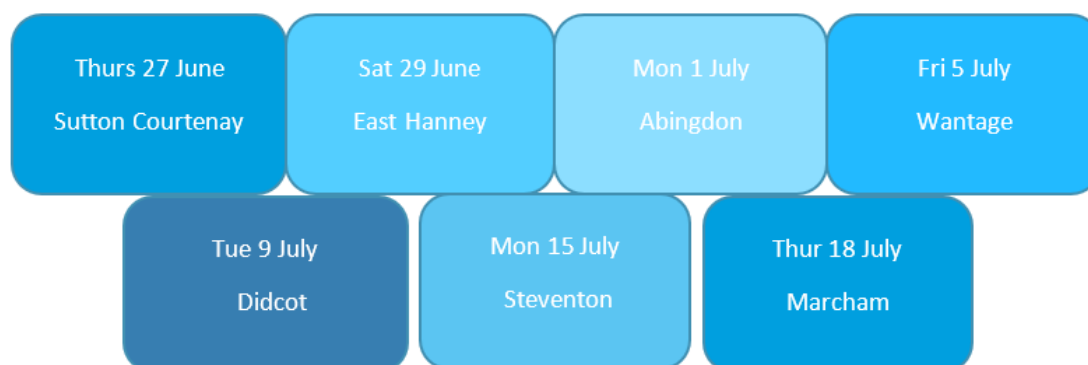 Thurs 27 June
Sutton Courtenay
Sat 29 June
East Hanney
Mon 1 July
Abingdon
Fri 5 July
Wantage
Tue 9 July
Didcot
Mon 15 July
Steventon
Thur 18 July
Marcham